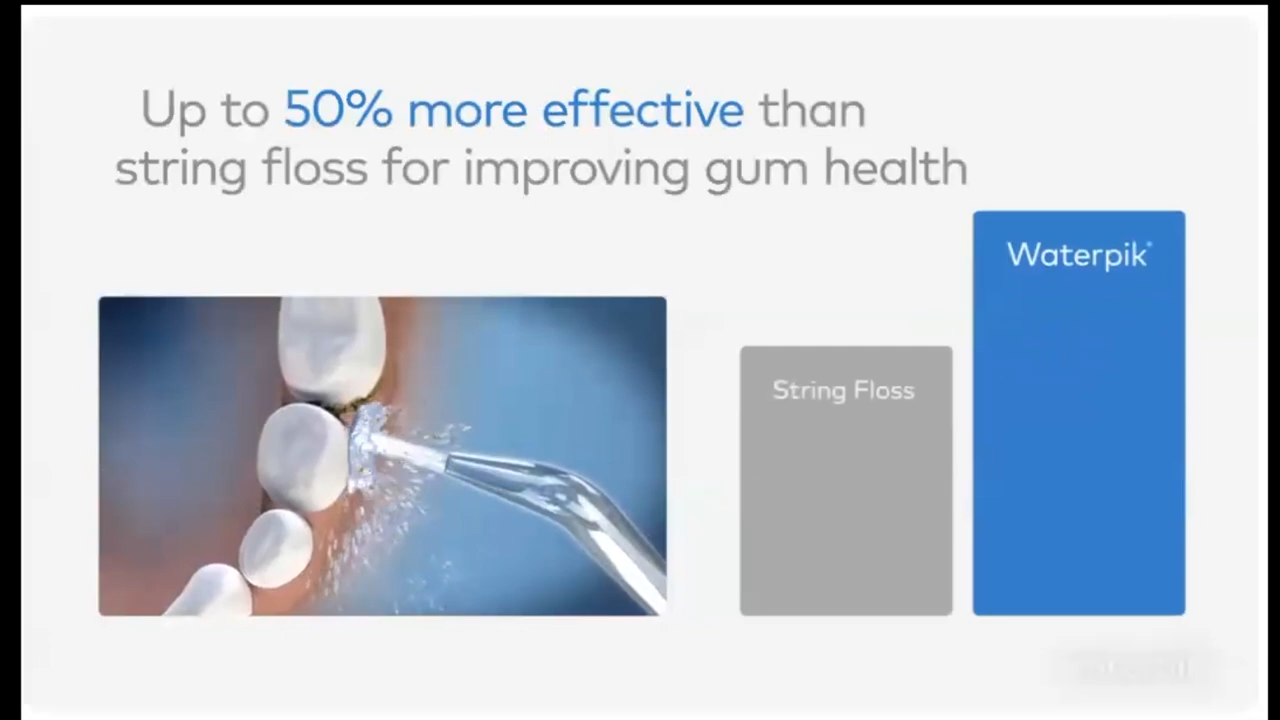 Up to 50% more effective than
string floss for improving gum health
Waterpik®
String Floss